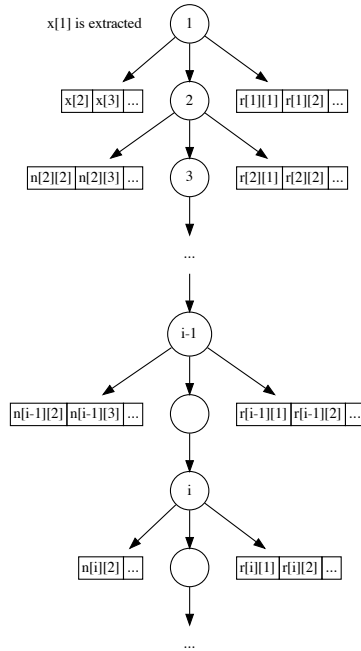 x[1] is extracted 1
x[2] x[3] ... 2 r[1][1] r[1][2] ...
n[2][2] n[2][3] ... 3 r[2][1] r[2][2] ...
...
i-1
n[i-1][2] n[i-1][3] ... r[i-1][1] r[i-1][2] ...
i
n[i][2] ... r[i][1] r[i][2] ...
...